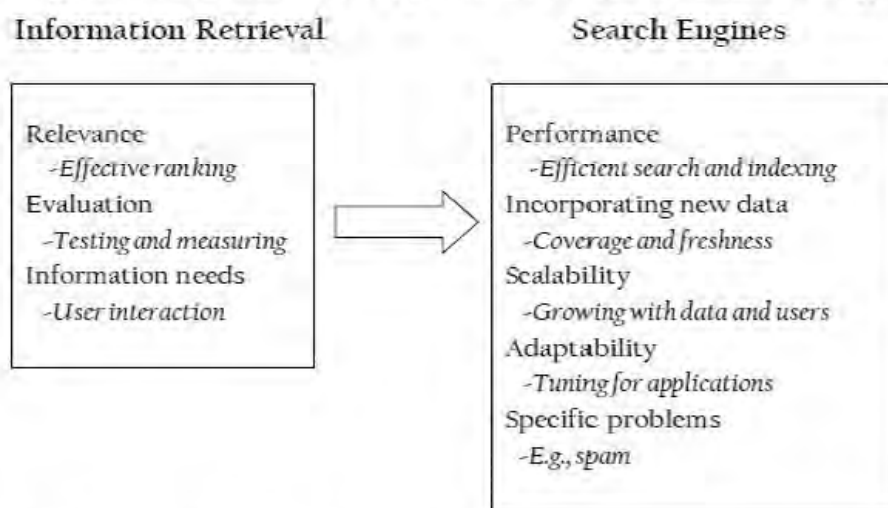 Information Retrieval
Relevance
-Effective ranking
Evaluation
-Testing and measuring
Information needs
-User interaction
Search Engines
Performance
-Efficient search and indexing
Incorporating new data
-Coverage and freshness
Scalability
-Growing with data and users
Adaptability
-Tuning for applications
Specific problems
-E.g., spam